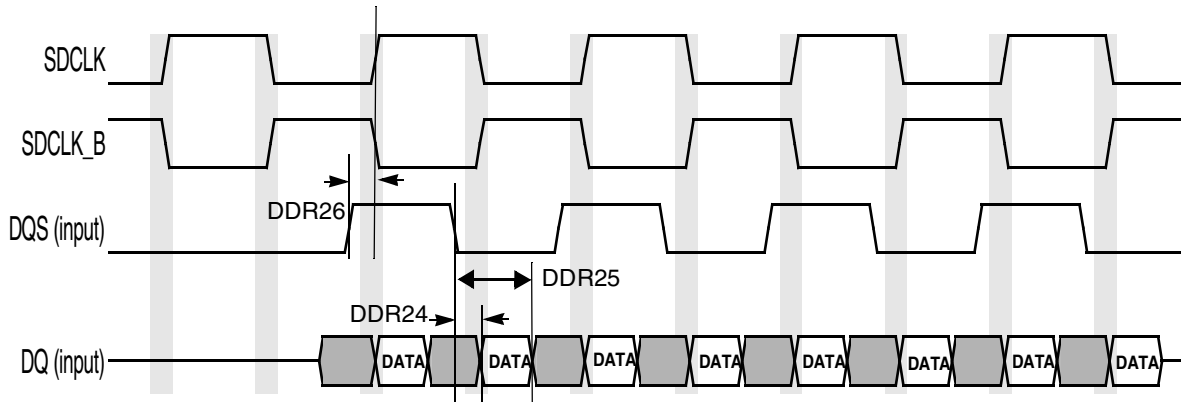 SDCLK
SDCLK_B
DDR26
DQS (input)
DDR25
DDR24
DQ (input)
DATA DATA DATA DATA DATA DATA DATA DATA